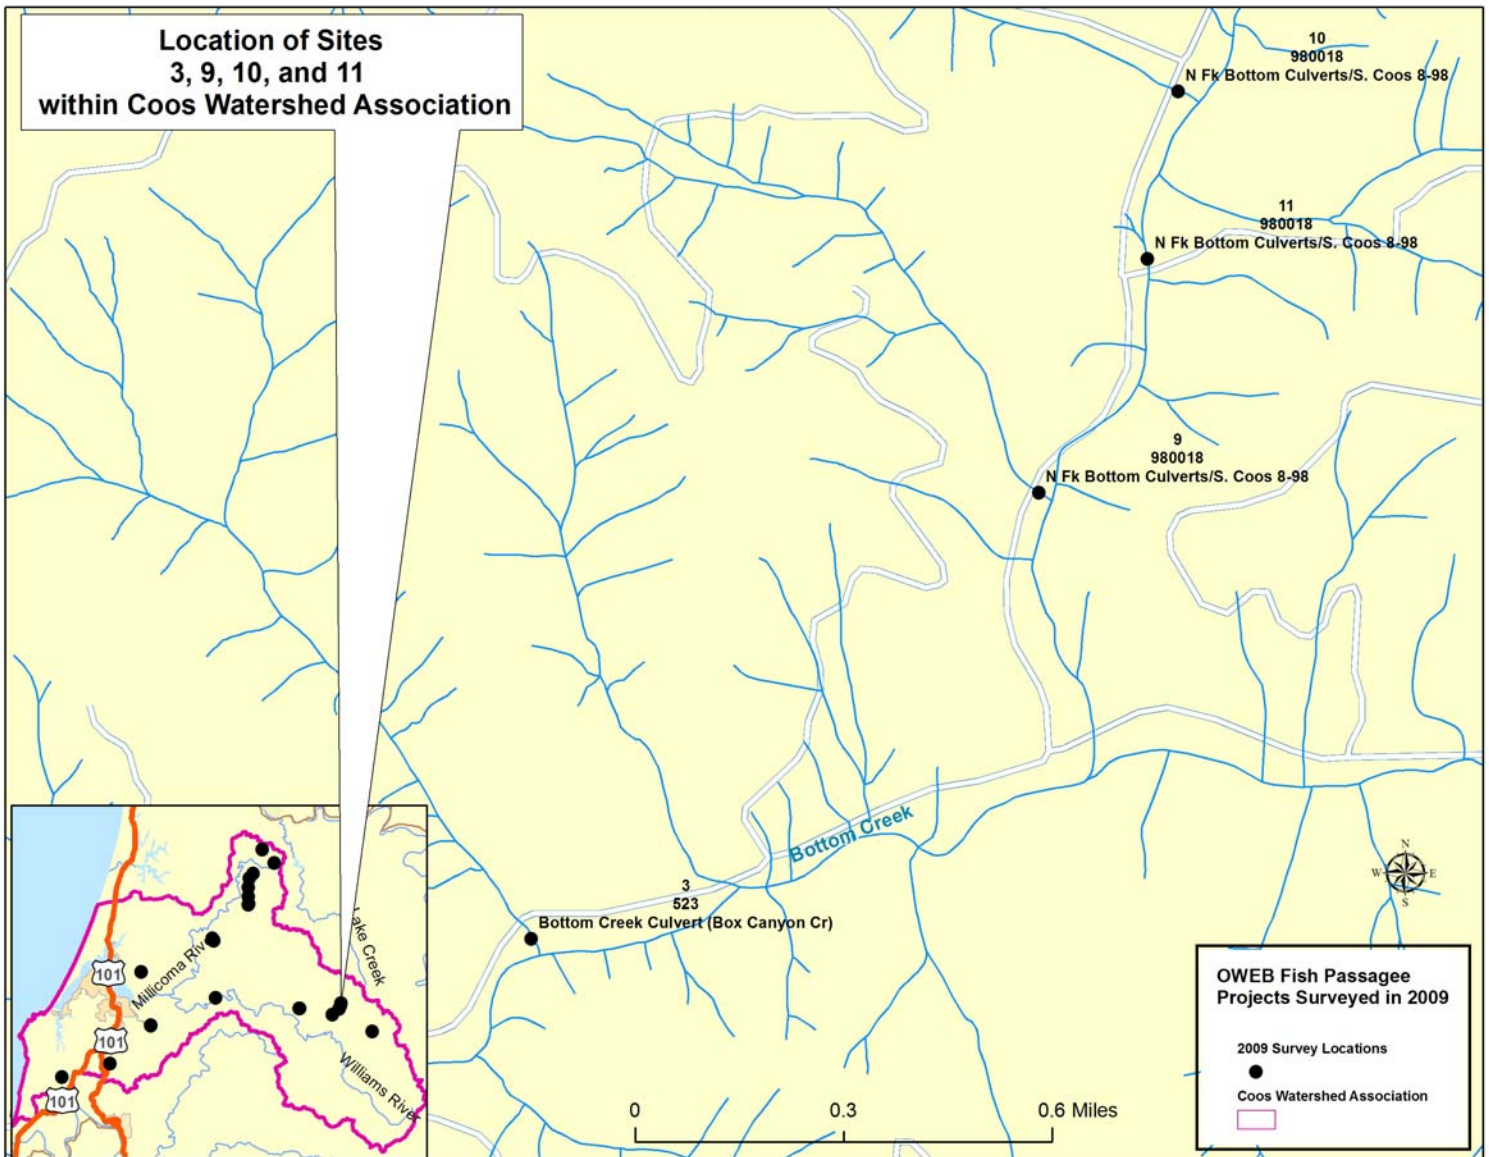 Location of Sites
3, 9, 10, and 11
within Coos Watershed Association
10
980018
N Fk Bottom Culverts/S. Coos 8-98
11
980018
N Fk Bottom Culverts/S. Coos 8-98
9
980018
N Fk Bottom Culverts/S. Coos 8-98
Bottom Creek
3
523
Bottom Creek Culvert (Box Canyon Cr)
N
W E
S
Lake Creek
Millicoma River
101
101
101
Williams River
0 0.3 0.6 Miles
OWEB Fish Passagee
Projects Surveyed in 2009
2009 Survey Locations
Coos Watershed Association